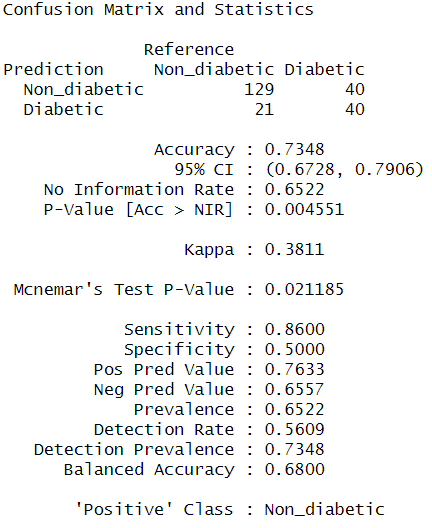 Confusion Matrix and Statistics
Reference
Prediction Non_diabetic Diabetic
Non_diabetic 129 40
Diabetic 21 40
Accuracy : 0.7348
95% CI : (0.6728, 0.7906)
No Information Rate : 0.6522
P-Value [Acc > NIR] : 0.004551
Kappa : 0.3811
Mcnemar's Test P-Value : 0.021185
Sensitivity : 0.8600
Specificity : 0.5000
Pos Pred Value : 0.7633
Neg Pred Value : 0.6557
Prevalence : 0.6522
Detection Rate : 0.5609
Detection Prevalence : 0.7348
Balanced Accuracy : 0.6800
'Positive' Class : Non_diabetic